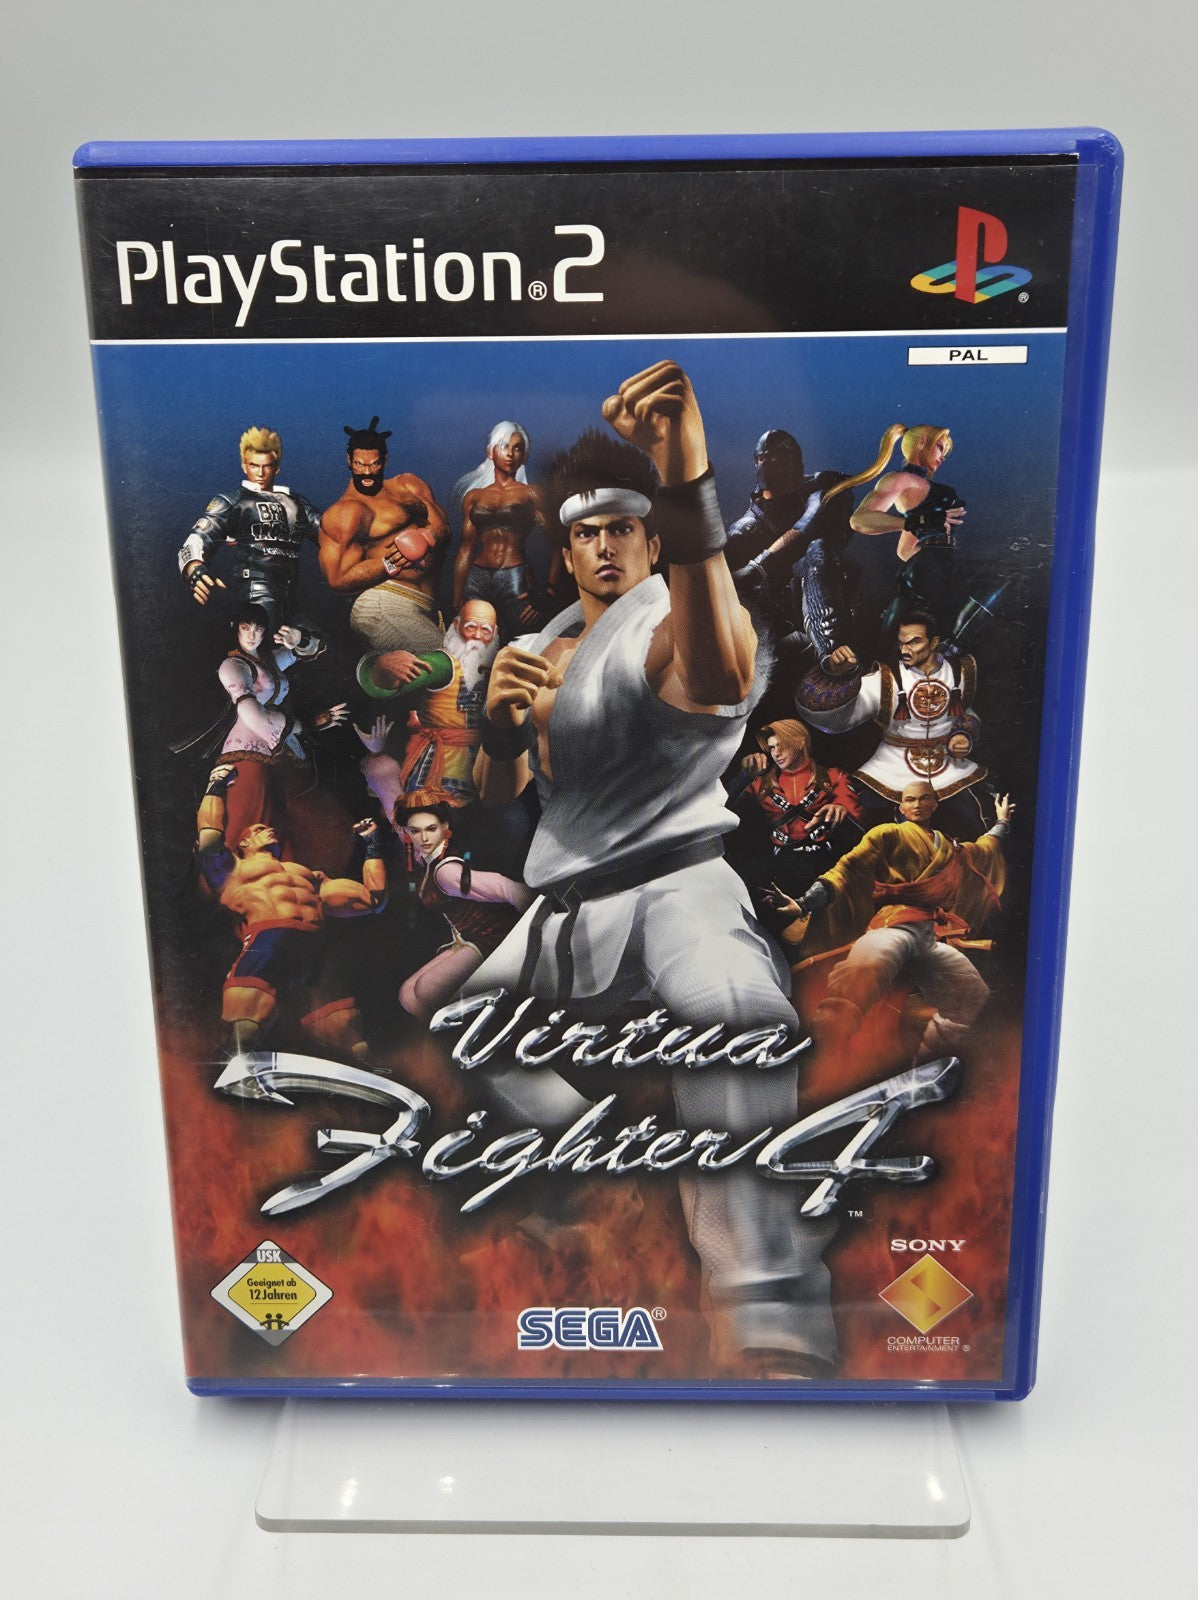 PlayStation®2
PAL
Virtua
Fighter 4
TM
USK
Geeignet ab
12 Jahren
SEGA®
SONY
COMPUTER
ENTERTAINMENT ®